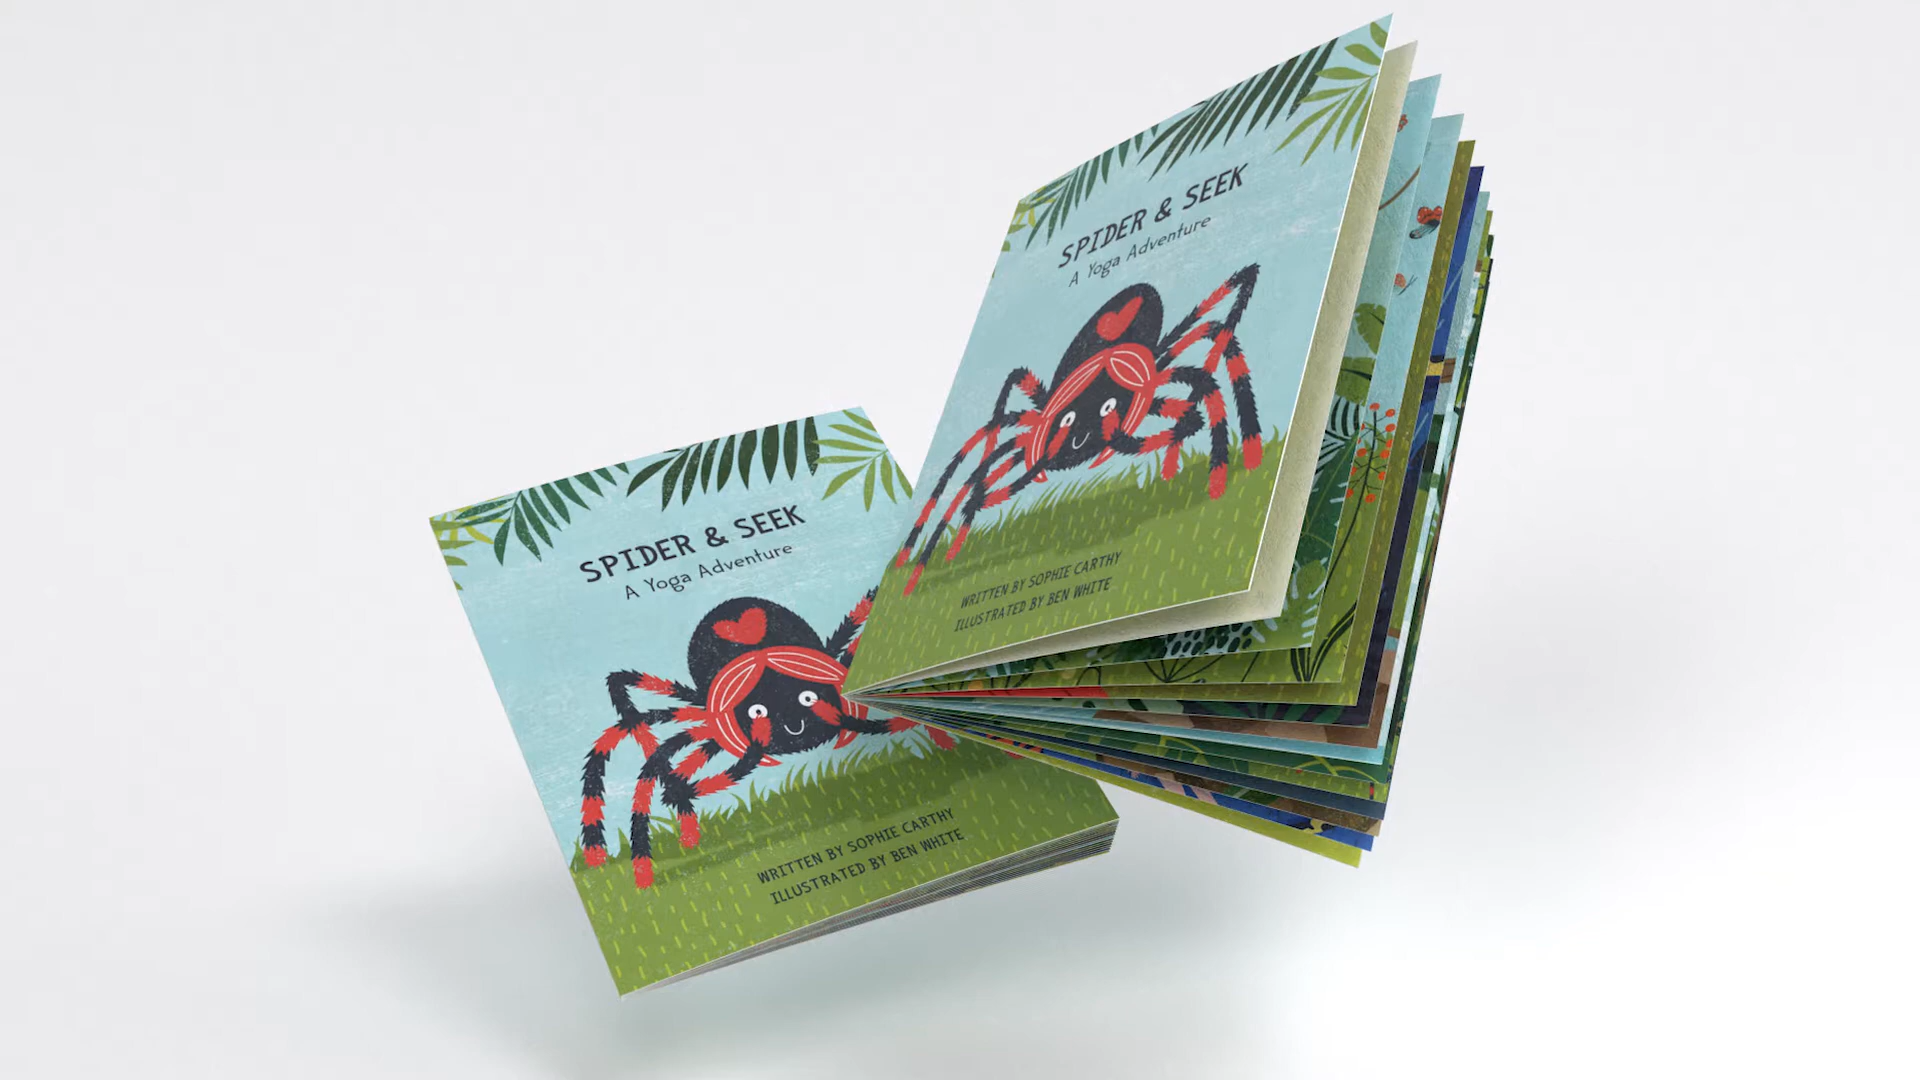 SPIDER & SEEK
A Yoga Adventure
WRITTEN BY SOPHIE CARTHY
ILLUSTRATED BY BEN WHITE
SPIDER & SEEK
A Yoga Adventure
WRITTEN BY SOPHIE CARTHY
ILLUSTRATED BY BEN WHITE